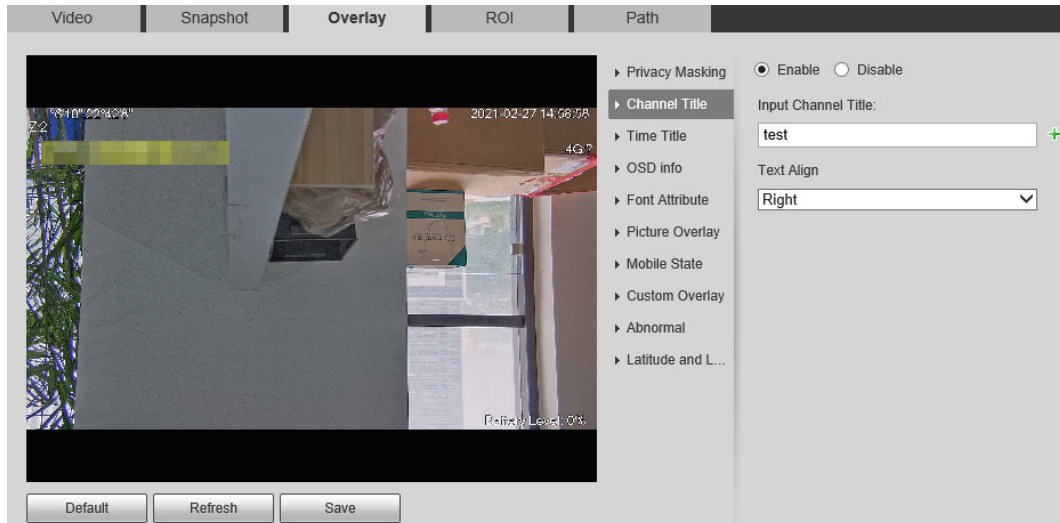 Video
Snapshot
Overlay
ROI
Path
2021-02-27 14:58:58
Z:2
4G:?
Battery Level: 0%
Privacy Masking
Channel Title
Time Title
OSD info
Font Attribute
Picture Overlay
Mobile State
Custom Overlay
Abnormal
Latitude and L...
Enable
Disable
Input Channel Title:
test
Text Align
Right
Default
Refresh
Save